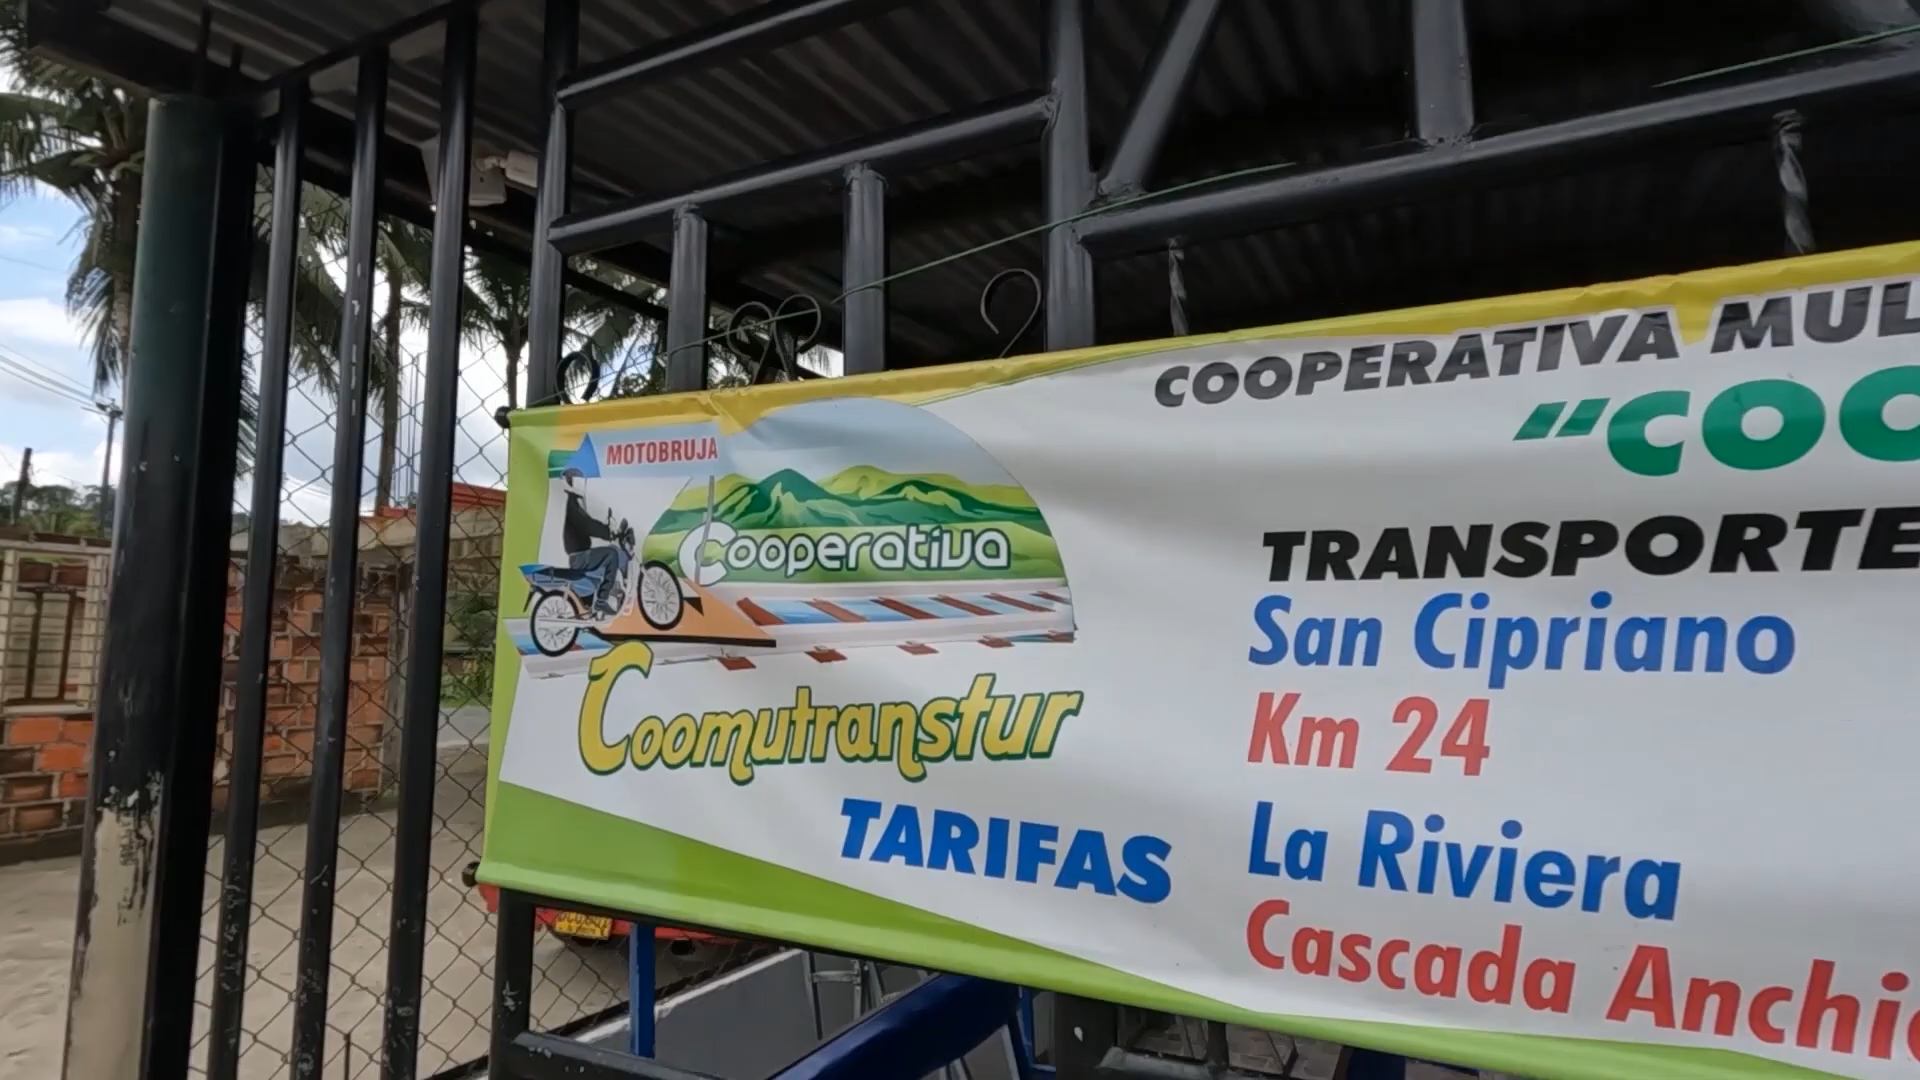 MOTOBRUJA
Cooperativa
Coomutranstur
TARIFAS
COOPERATIVA MUL
"COO
TRANSPORTE
San Cipriano
Km 24
La Riviera
Cascada Anchi